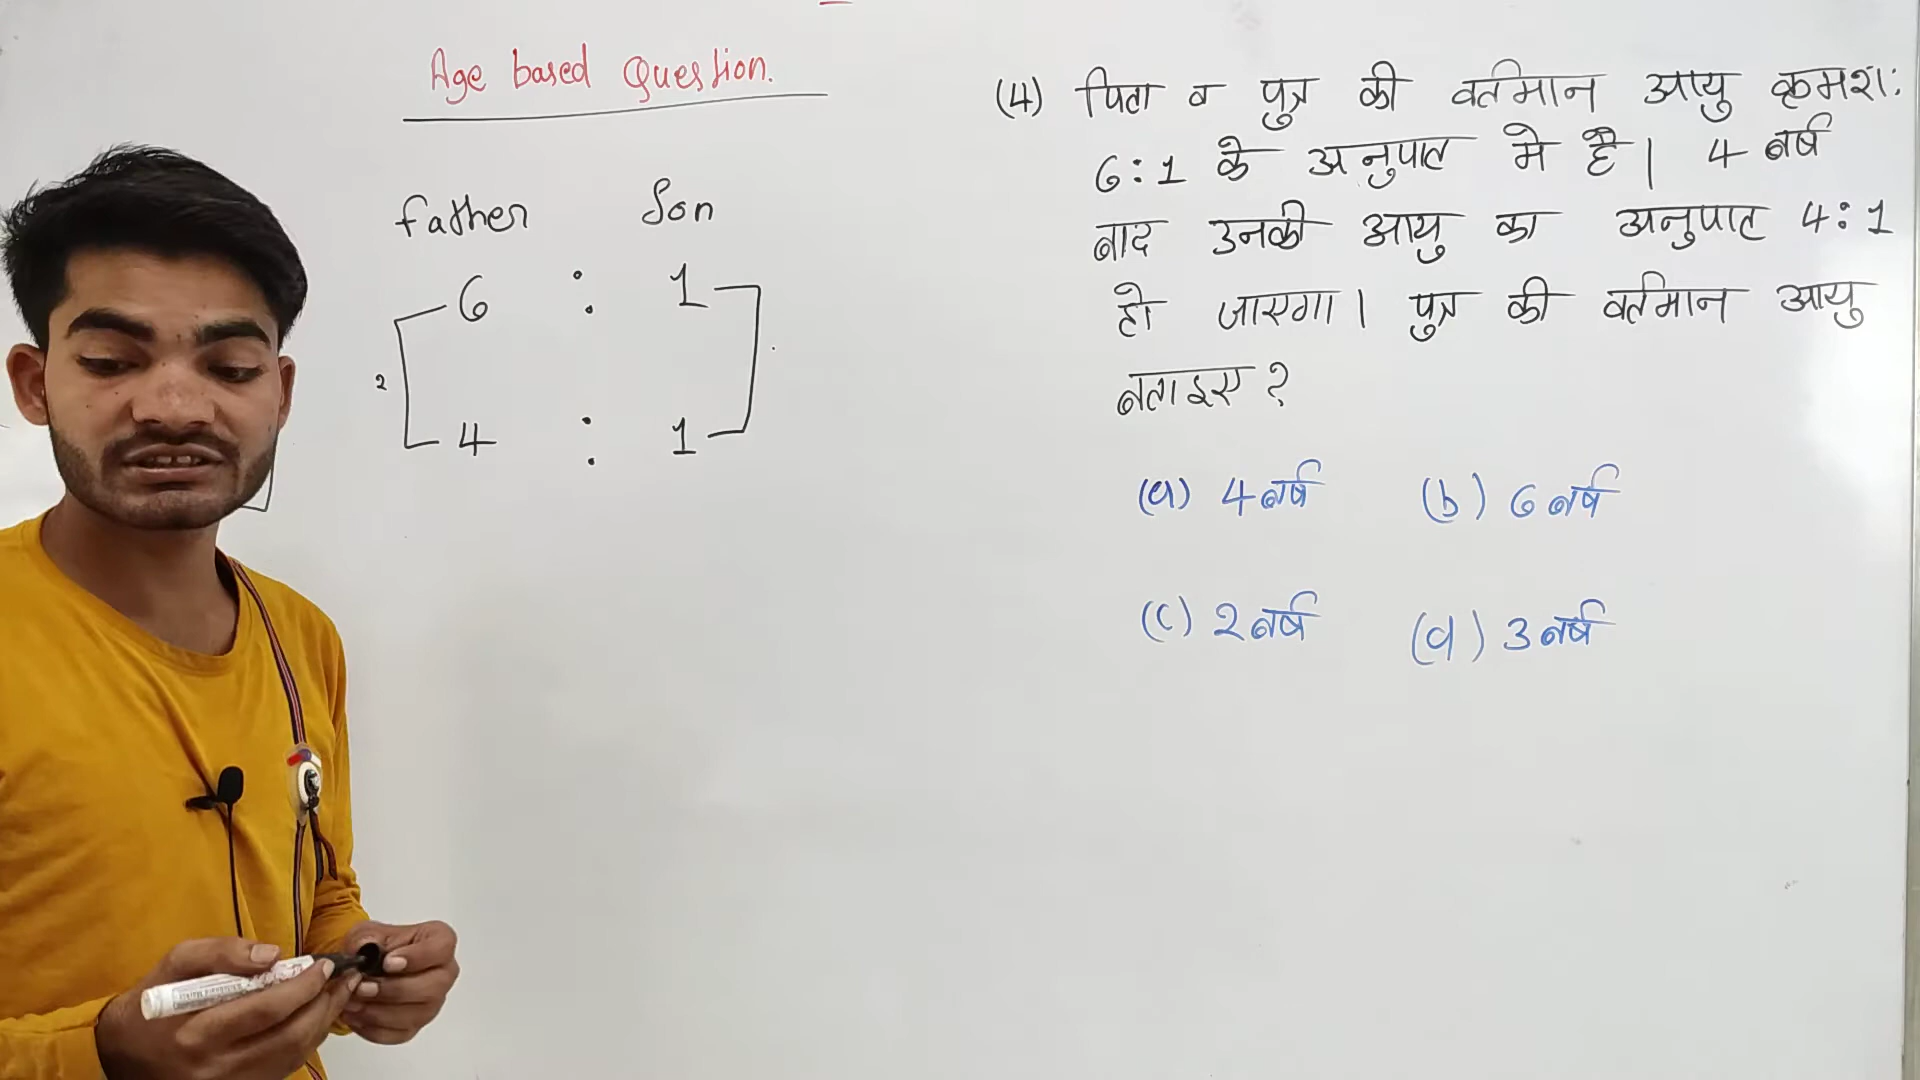 Age based Question.
Father Son
6 : 1
2
4 : 1
(4) पिता व पुत्र की वर्तमान आयु क्रमश:
6:1 के अनुपात मे है। 4 वर्ष
बाद उनकी आयु का अनुपात 4:1
हो जाएगा। पुत्र की वर्तमान आयु
बताइए?
(a) 4 वर्ष (b) 6 वर्ष
(c) 2 वर्ष (d) 3 वर्ष